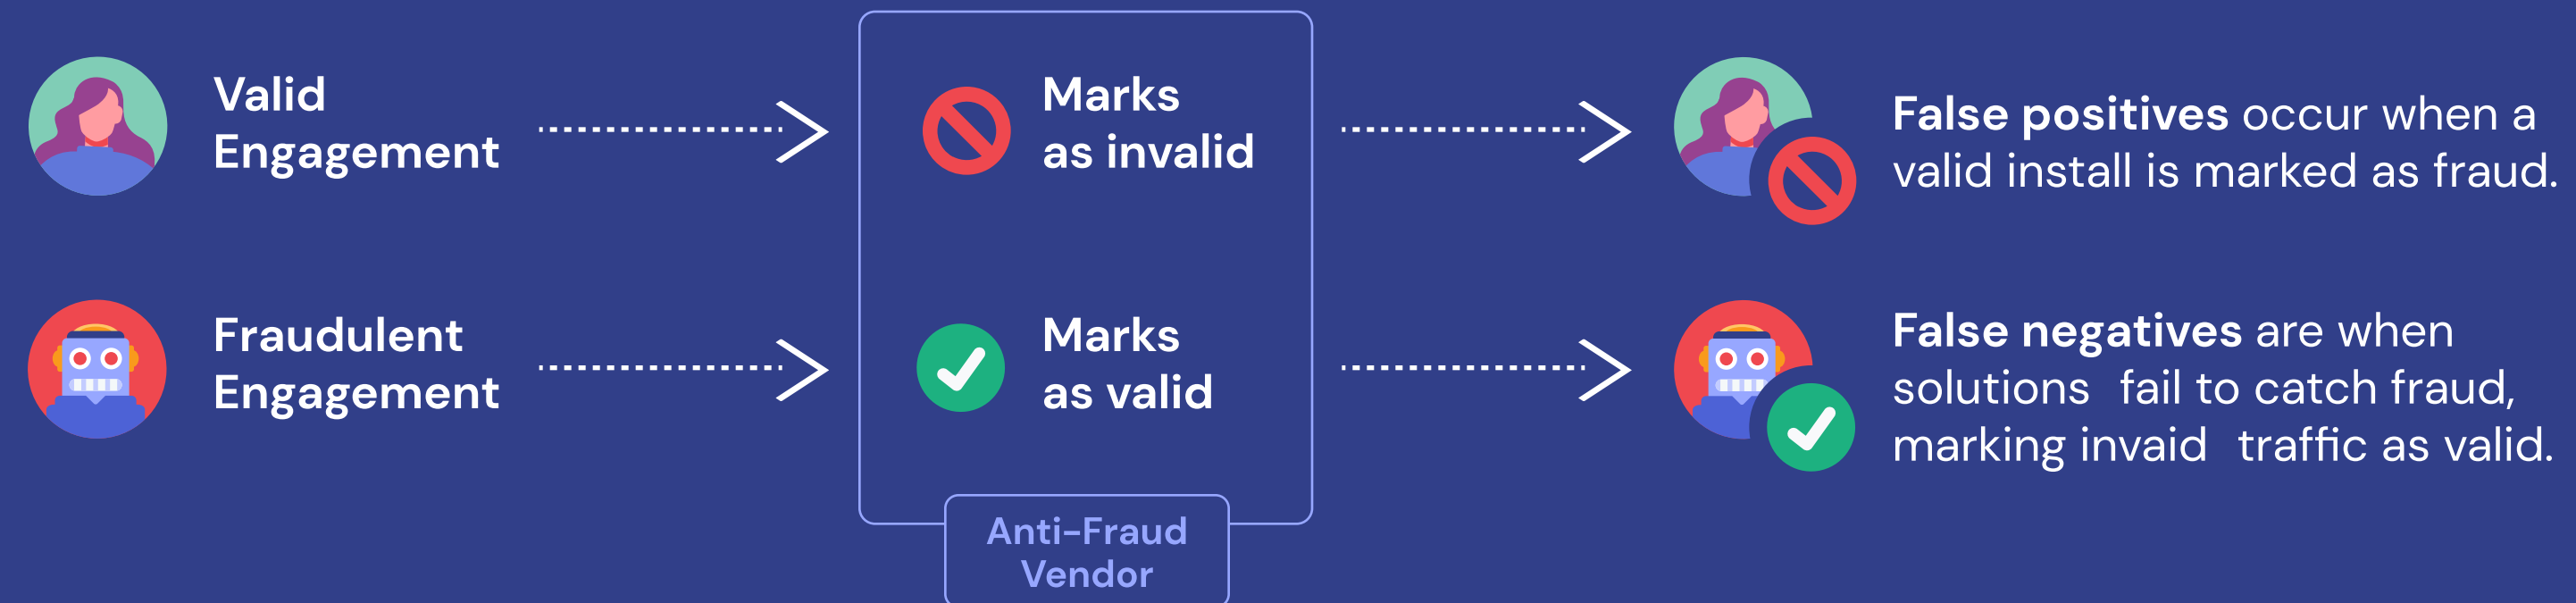 Valid
Engagement
Marks
as invalid
False positives occur when a
valid install is marked as fraud.
Fraudulent
Engagement
Marks
as valid
False negatives are when
solutions  fail to catch fraud,
marking invaid  traffic as valid.
Anti-Fraud
Vendor